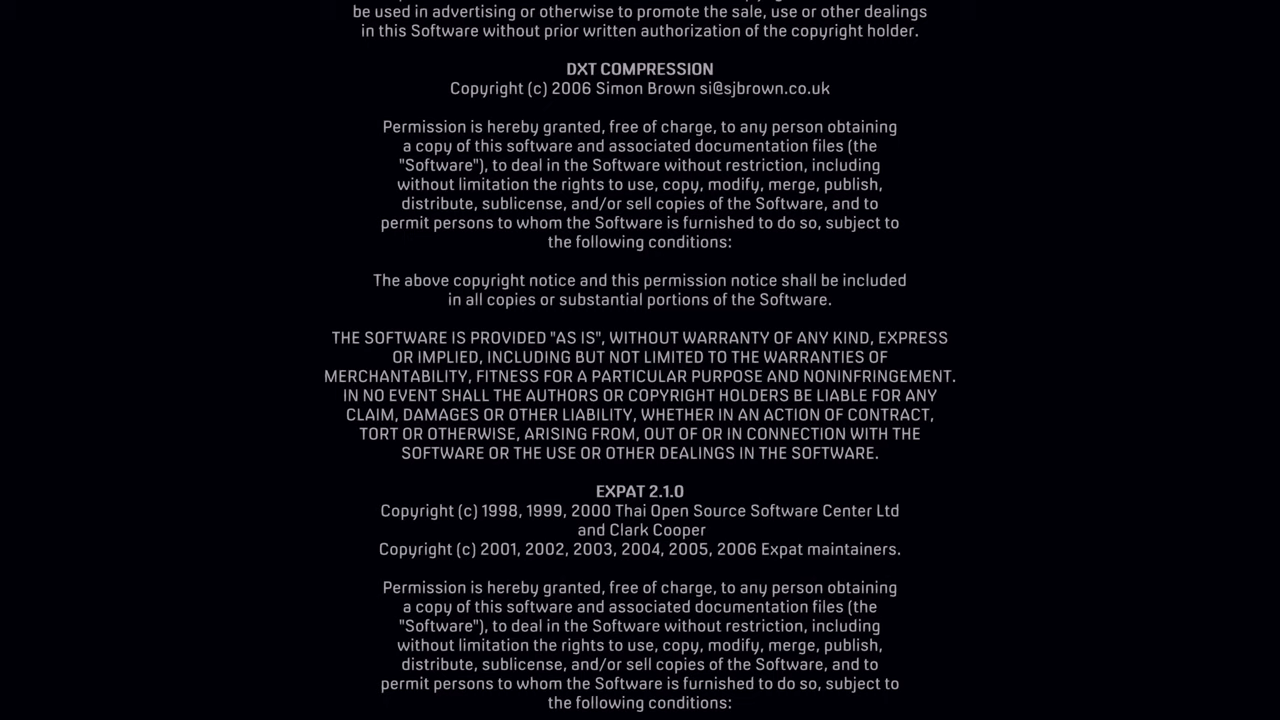 be used in advertising or otherwise to promote the sale, use or other dealings
in this Software without prior written authorization of the copyright holder.
DXT COMPRESSION
Copyright (c) 2006 Simon Brown si@sjbrown.co.uk
Permission is hereby granted, free of charge, to any person obtaining
a copy of this software and associated documentation files (the
"Software"), to deal in the Software without restriction, including
without limitation the rights to use, copy, modify, merge, publish,
distribute, sublicense, and/or sell copies of the Software, and to
permit persons to whom the Software is furnished to do so, subject to
the following conditions:
The above copyright notice and this permission notice shall be included
in all copies or substantial portions of the Software.
THE SOFTWARE IS PROVIDED "AS IS", WITHOUT WARRANTY OF ANY KIND, EXPRESS
OR IMPLIED, INCLUDING BUT NOT LIMITED TO THE WARRANTIES OF
MERCHANTABILITY, FITNESS FOR A PARTICULAR PURPOSE AND NONINFRINGEMENT.
IN NO EVENT SHALL THE AUTHORS OR COPYRIGHT HOLDERS BE LIABLE FOR ANY
CLAIM, DAMAGES OR OTHER LIABILITY, WHETHER IN AN ACTION OF CONTRACT,
TORT OR OTHERWISE, ARISING FROM, OUT OF OR IN CONNECTION WITH THE
SOFTWARE OR THE USE OR OTHER DEALINGS IN THE SOFTWARE.
EXPAT 2.1.0
Copyright (c) 1998, 1999, 2000 Thai Open Source Software Center Ltd
and Clark Cooper
Copyright (c) 2001, 2002, 2003, 2004, 2005, 2006 Expat maintainers.
Permission is hereby granted, free of charge, to any person obtaining
a copy of this software and associated documentation files (the
"Software"), to deal in the Software without restriction, including
without limitation the rights to use, copy, modify, merge, publish,
distribute, sublicense, and/or sell copies of the Software, and to
permit persons to whom the Software is furnished to do so, subject to
the following conditions: